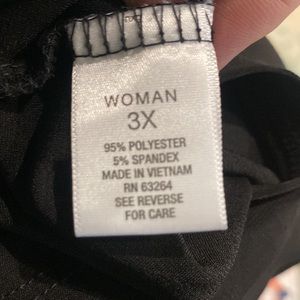 WOMAN
3X
95% POLYESTER
5% SPANDEX
MADE IN VIETNAM
RN 63264
SEE REVERSE
FOR CARE